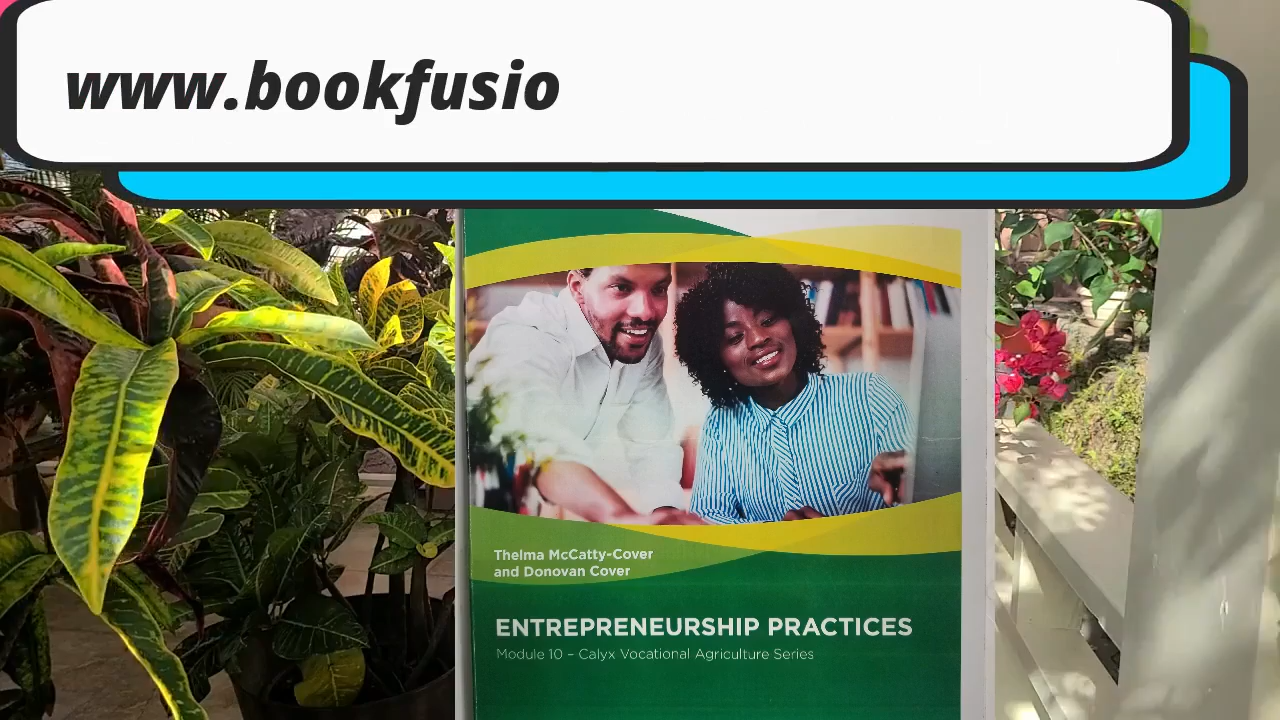 www.bookfusio
Thelma McCatty-Cover
and Donovan Cover
ENTREPRENEURSHIP PRACTICES
Module 10 – Calyx Vocational Agriculture Series